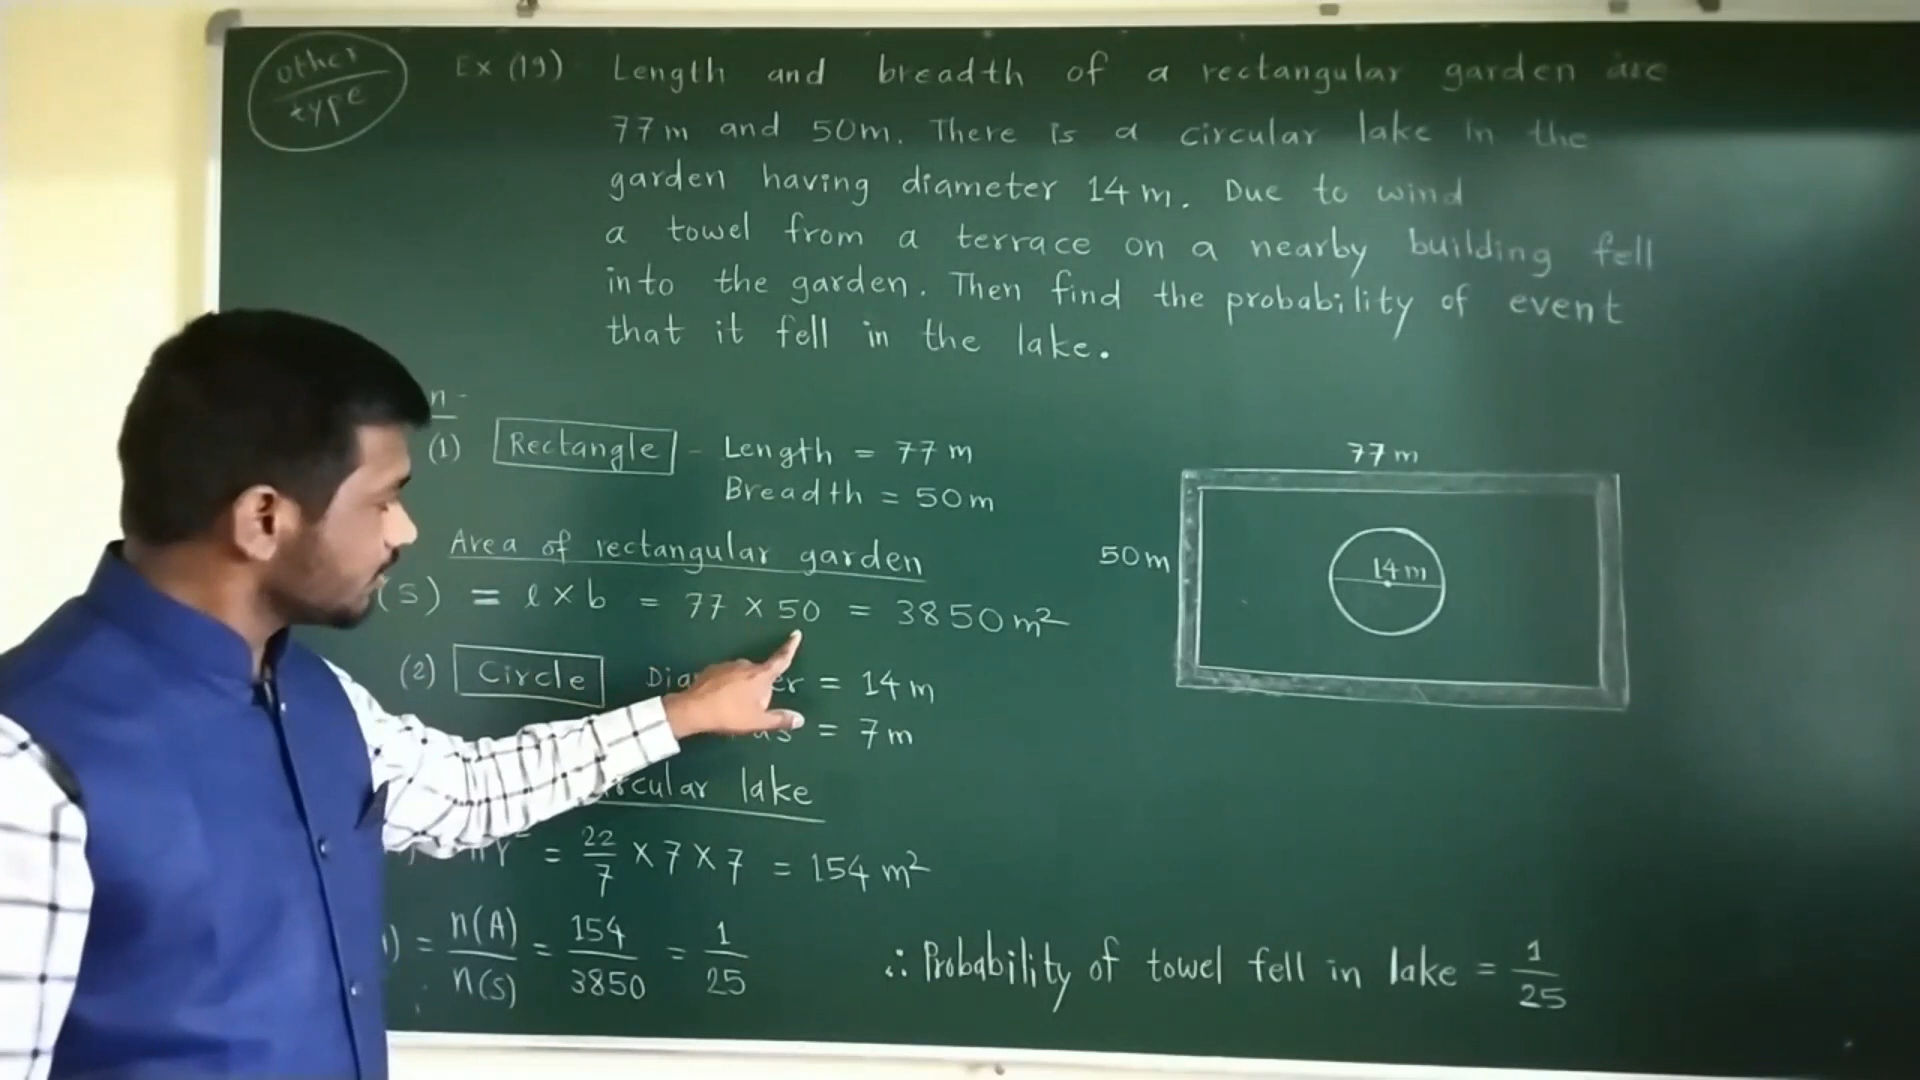 other
type
Ex (19) Length and breadth of a rectangular garden are
77m and 50m. There is a circular lake in the
garden having diameter 14 m. Due to wind
a towel from a terrace on a nearby building fell
into the garden. Then find the probability of event
that it fell in the lake.
n -
(1) Rectangle - Length = 77 m
Breadth = 50 m
Area of rectangular garden
(S) = l × b = 77 × 50 = 3850 m²
(2) Circle = 14 m
= 7 m
lake
= 22/7 × 7 × 7 = 154 m²
) = n(A)/n(S) = 154/3850 = 1/25
77 m
50 m
14 m
∴ Probability of towel fell in lake = 1/25